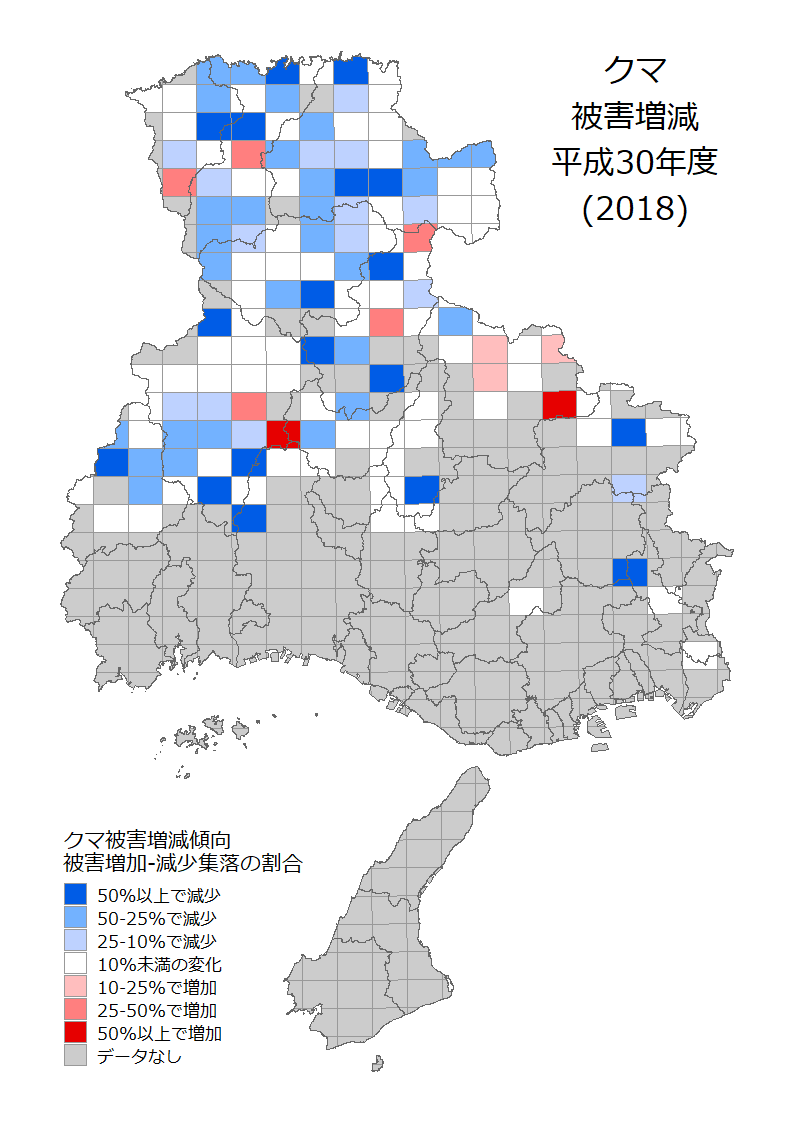 クマ
被害増減
平成30年度
(2018)
クマ被害増減傾向
被害増加-減少集落の割合
50%以上で減少
50-25%で減少
25-10%で減少
10%未満の変化
10-25%で増加
25-50%で増加
50%以上で増加
データなし